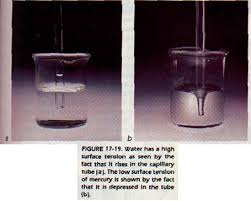 a
b
FIGURE 17-19. Water has a high
surface tension as seen by the
fact that it rises in the capillary
tube (a). The low surface tension
of mercury is shown by the fact
that it is depressed in the tube
(b).